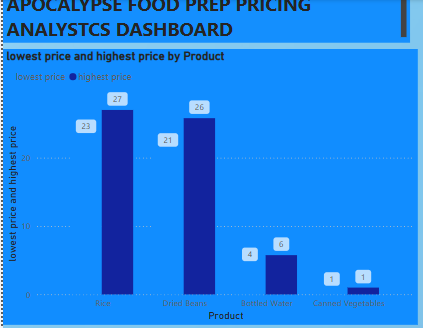 APOCALYPSE FOOD PREP PRICING
ANALYSTCS DASHBOARD
lowest price and highest price by Product
lowest price highest price
27
26
23
21
20
10
6
4
1 1
0
Rice Dried Beans Bottled Water Canned Vegetables
lowest price and highest price
Product